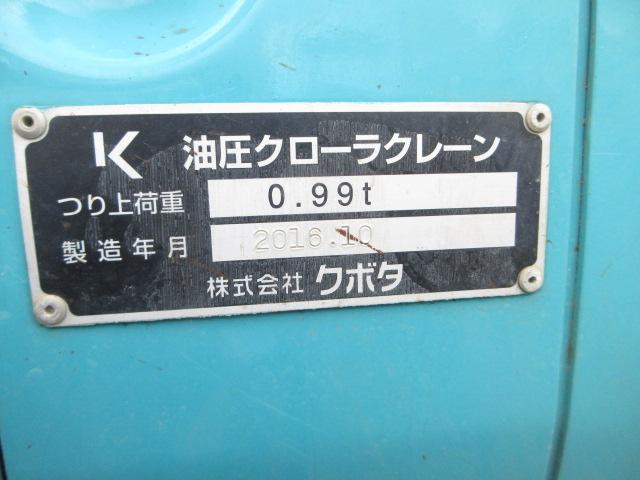 K 油圧クローラクレーン
つり上荷重 0.99t
製造年月 2016.10
株式会社 クボタ